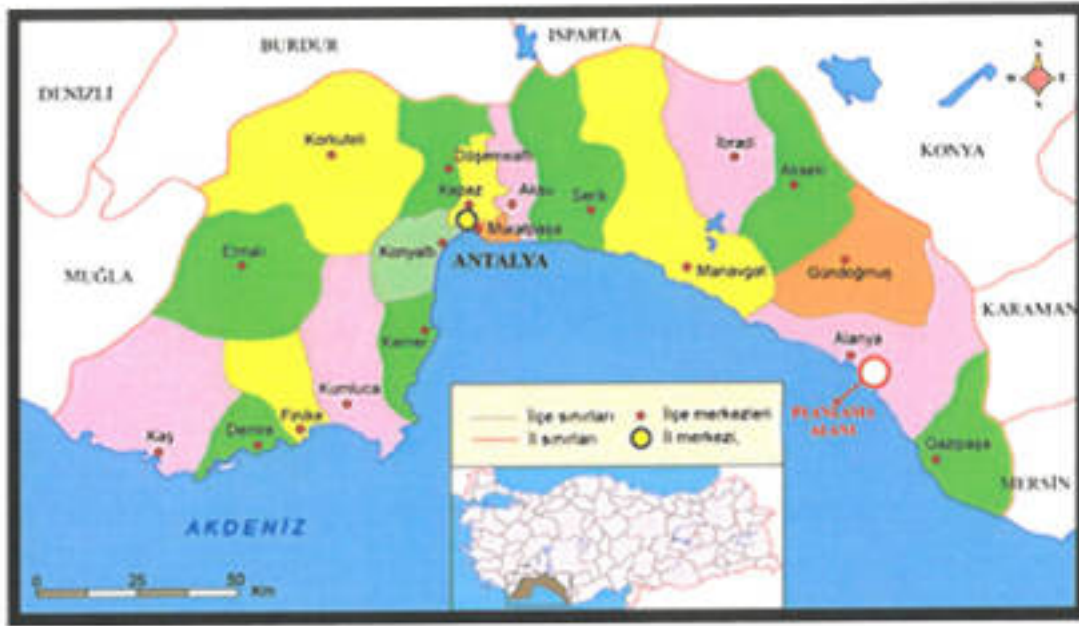 BURDUR
ISPARTA
DENİZLİ
KONYA
MUĞLA
KARAMAN
MERSİN
Korkuteli
Döşemealtı
Kepez
Aksu
Serik
İbradı
Akseki
Elmalı
Konyaaltı
Muratpaşa
ANTALYA
Manavgat
Gündoğmuş
Kemer
Alanya
Kumluca
Finike
Demre
Kaş
PLANLAMA
ALANI
Gazipaşa
İlçe sınırları
İlçe merkezleri
İl sınırları
İl merkezi,
AKDENİZ
0 25 50
Km